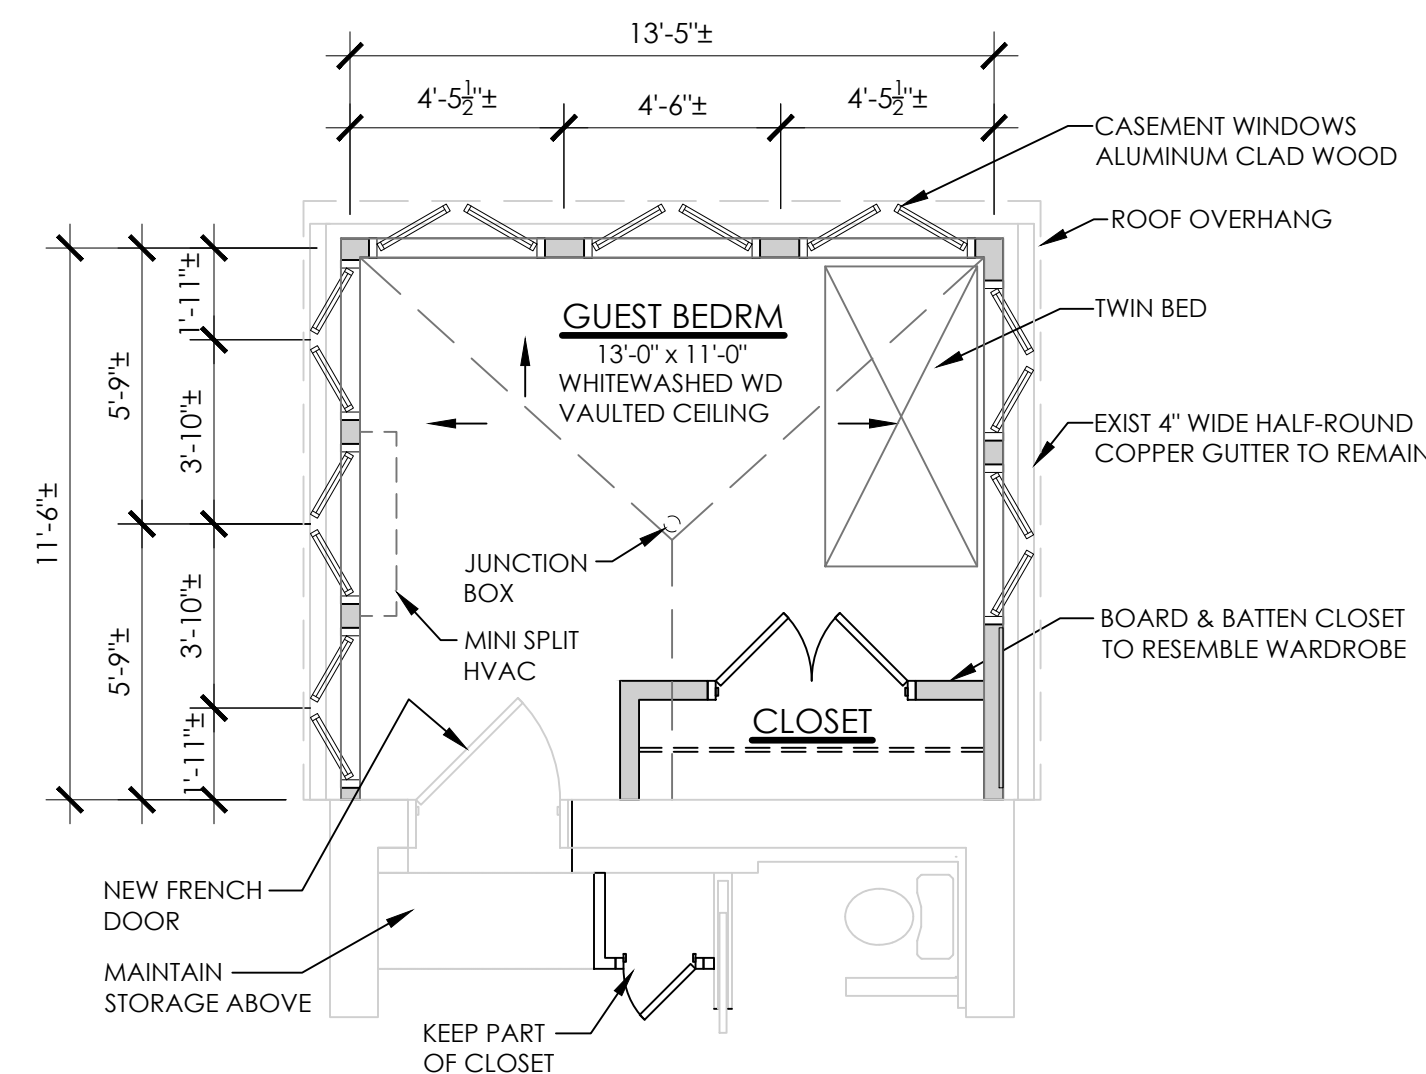 13'-5"±
4'-5½"±
4'-6"±
4'-5½"±
CASEMENT WINDOWS
ALUMINUM CLAD WOOD
ROOF OVERHANG
TWIN BED
EXIST 4" WIDE HALF-ROUND
COPPER GUTTER TO REMAIN
BOARD & BATTEN CLOSET
TO RESEMBLE WARDROBE
GUEST BEDRM
13'-0" x 11'-0"
WHITEWASHED WD
VAULTED CEILING
JUNCTION
BOX
MINI SPLIT
HVAC
CLOSET
11'-6"±
5'-9"±
5'-9"±
1'-11"±
3'-10"±
3'-10"±
1'-11"±
NEW FRENCH
DOOR
MAINTAIN
STORAGE ABOVE
KEEP PART
OF CLOSET